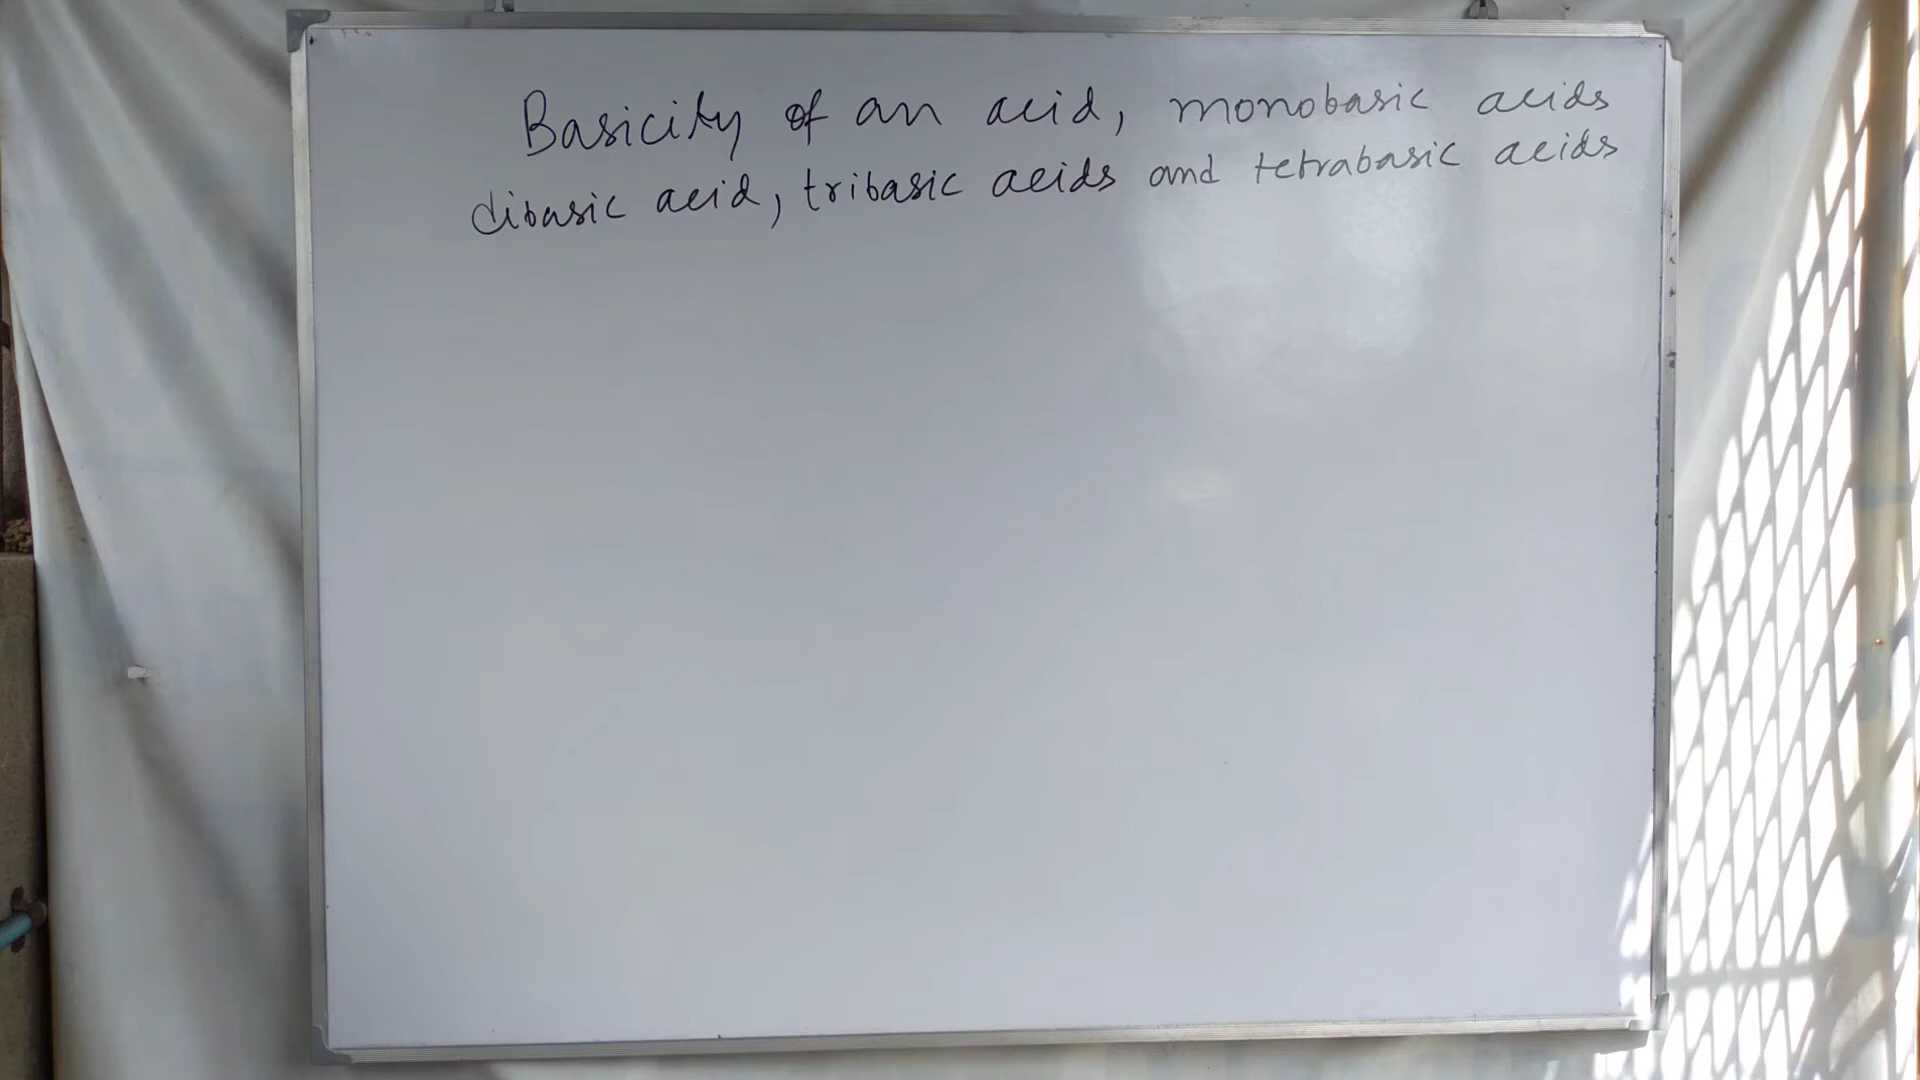 Basicity of an acid, monobasic acids
dibasic acid, tribasic acids and tetrabasic acids